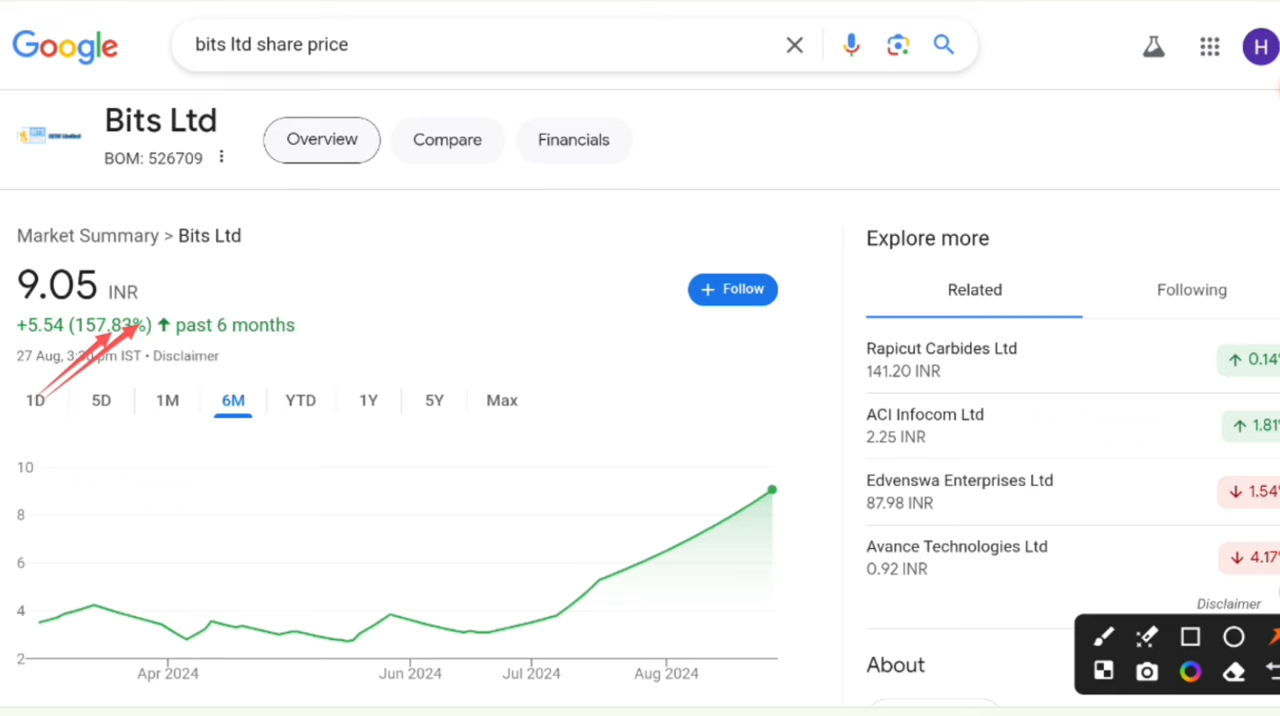 Google
bits ltd share price
H
Bits Ltd
BOM: 526709
Overview
Compare
Financials
Market Summary > Bits Ltd
9.05 INR
+ Follow
+5.54 (157.83%) ↑ past 6 months
27 Aug, 3:30 pm IST • Disclaimer
1D 5D 1M 6M YTD 1Y 5Y Max
10
8
6
4
2
Apr 2024 Jun 2024 Jul 2024 Aug 2024
Explore more
Related Following
Rapicut Carbides Ltd
141.20 INR
↑ 0.14%
ACI Infocom Ltd
2.25 INR
↑ 1.81%
Edvenswa Enterprises Ltd
87.98 INR
↓ 1.54%
Avance Technologies Ltd
0.92 INR
↓ 4.17%
Disclaimer
About